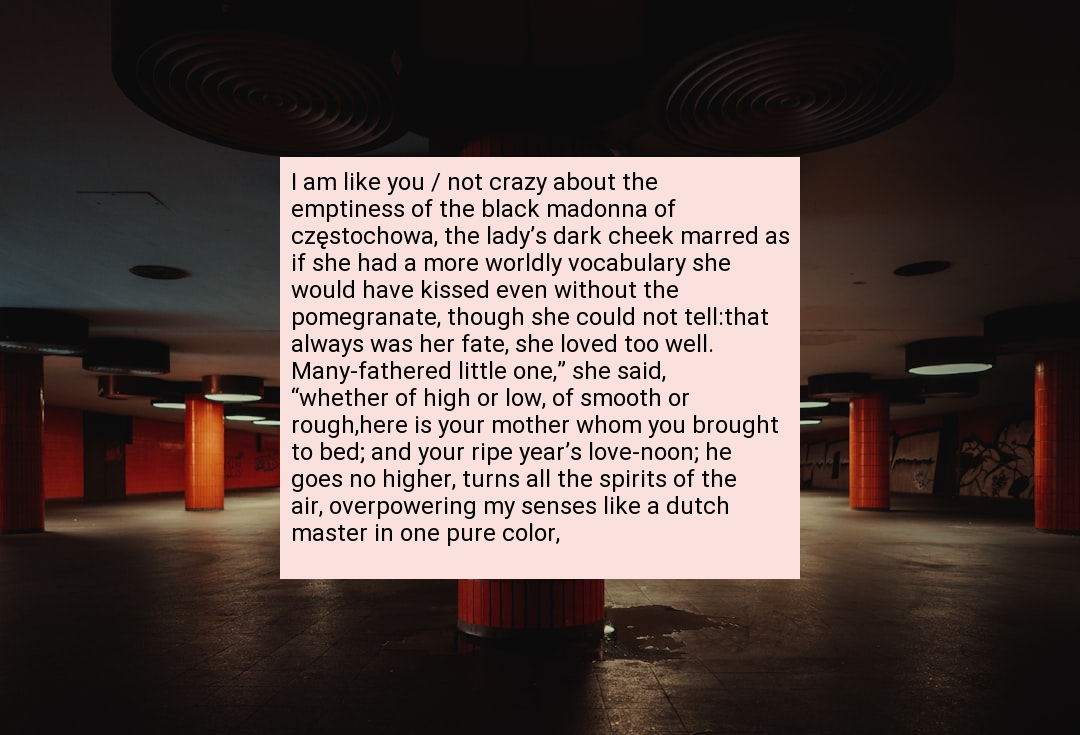 I am like you / not crazy about the
emptiness of the black madonna of
częstochowa, the lady’s dark cheek marred as
if she had a more worldly vocabulary she
would have kissed even without the
pomegranate, though she could not tell:that
always was her fate, she loved too well.
Many-fathered little one,” she said,
“whether of high or low, of smooth or
rough,here is your mother whom you brought
to bed; and your ripe year’s love-noon; he
goes no higher, turns all the spirits of the
air, overpowering my senses like a dutch
master in one pure color,